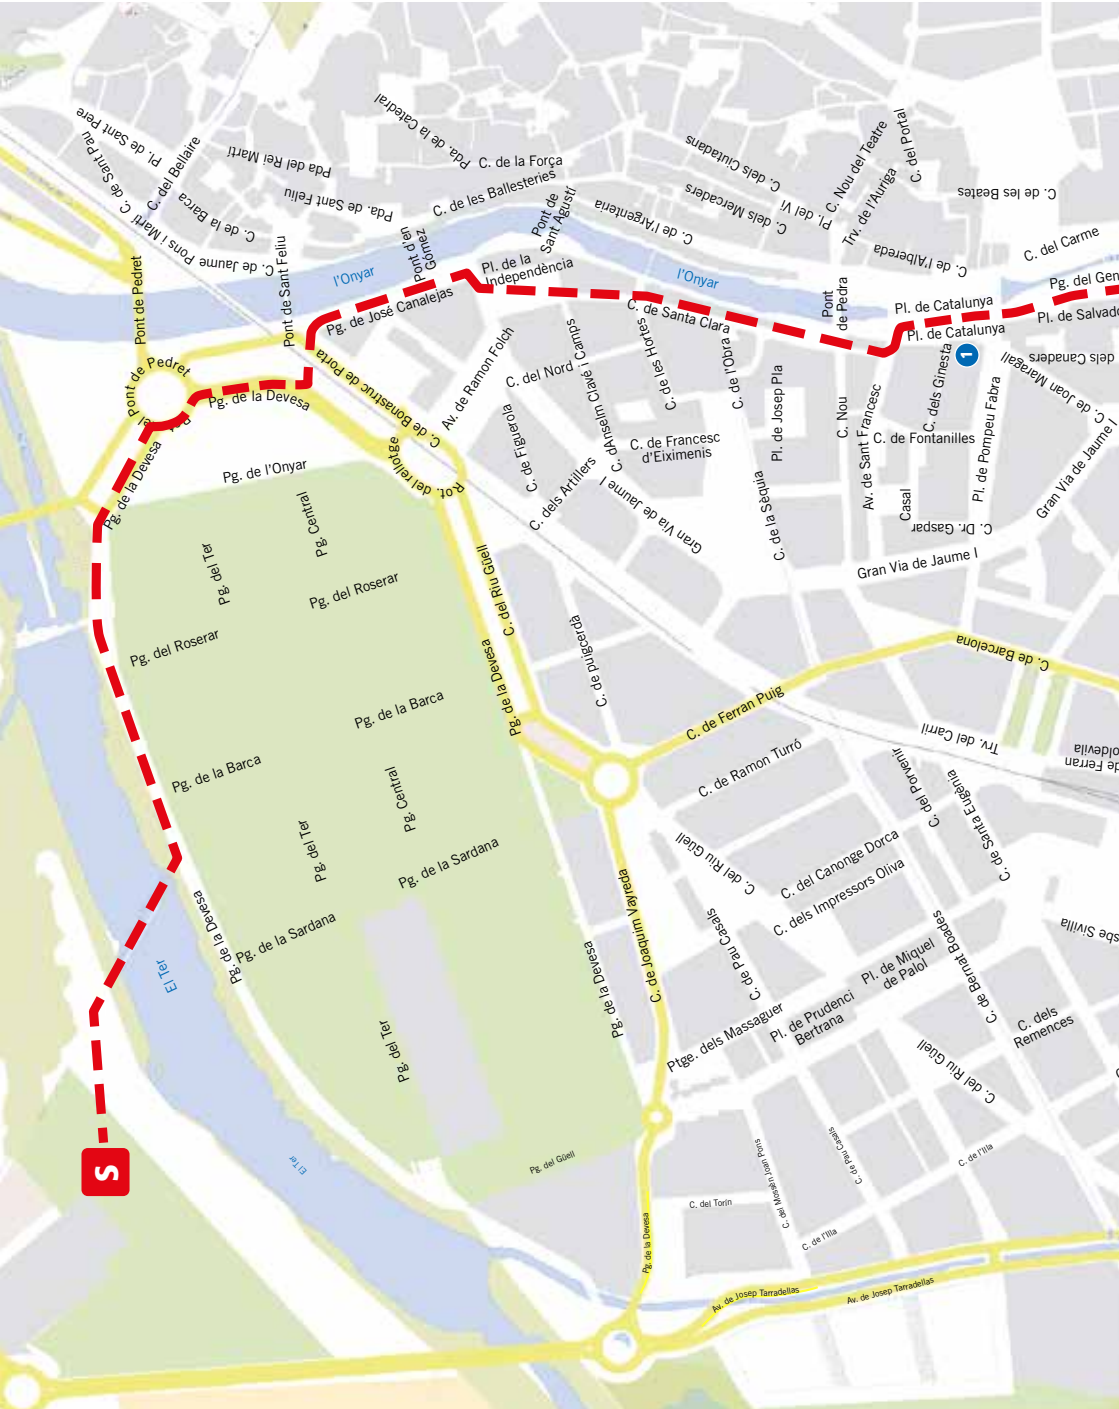 Pl. de Sant Pere
C. de Sant Pau
C. del Bellaire
Pda del Rei Martí
Pda. de la Catedral
C. de la Força
Pda. de Sant Feliu
C. de les Ballesteries
C. de la Barca
C. de Jaume Pons i Martí
Pont de Pedret
Pont de Sant Feliu
l'Onyar
Pont d'en
Gómez
Pont de
Sant Agustí
Pl. de la
Independència
C. de l'Argenteria
C. dels Ciutadans
C. dels Mercaders
Pl. del Vi
C. Nou del Teatre
Trv. de l'Auriga
C. del Portal
C. de les Beates
C. de l'Albereda
C. del Carme
l'Onyar
Pont
de Pedra
Pg. del Gen
Pl. de Catalunya
Pl. de Catalunya
Pl. de Salvado
1
C. de Santa Clara
Pg. de José Canalejas
Pont de Pedret
Pg. de la Devesa
C. de Bonastruc de Porta
Av. de Ramon Folch
C. del Nord
C. de Figuerola
C. d'Anselm Clavé i Camps
C. de les Hortes
C. de l'Obra
Pl. de Josep Pla
C. Nou
Av. de Sant Francesc
C. dels Ginesta
C. de Joan Maragall
dels Canaders
C. de Fontanilles
Pl. de Pompeu Fabra
Casal
C. Dr. Gaspar
Gran Via de Jaume I
C. de Francesc
d'Eiximenis
C. dels Artillers
Gran Via de Jaume I
C. de la Sèquia
Gran Via de Jaume I
Rot. del rellotge
Pg. de la Devesa
Pg. de l'Onyar
Pg. Central
Pg. del Ter
Pg. del Roserar
Pg. del Roserar
C. del Riu Güell
Pg. de la Devesa
C. de puigcerdà
C. de Barcelona
C. de Ferran Puig
Trv. del Carril
de Ferran
oldevila
Pg. de la Barca
Pg. de la Barca
Pg. Central
Pg. del Ter
Pg. de la Sardana
Pg. de la Sardana
C. de Ramon Turró
C. del Porvenir
C. de Santa Eugènia
C. del Riu Güell
C. del Canonge Dorca
C. dels Impressors Oliva
C. de Joaquim Vayreda
C. de Pau Casals
Pl. de Miquel
de Palol
C. de Bernat Boades
sbe Sivilla
Pg. de la Devesa
El Ter
Pg. de la Devesa
Pg. del Ter
Ptge. dels Massaguer
Pl. de Prudenci
Bertrana
C. dels
Remences
C. del Riu Güell
S
El Ter
Pg. del Güell
C. del Mossèn Joan Pons
C. de Pau Casals
C. de l'Illa
C. del Torín
C. de l'Illa
Pg. de la Devesa
Av. de Josep Tarradellas
Av. de Josep Tarradellas